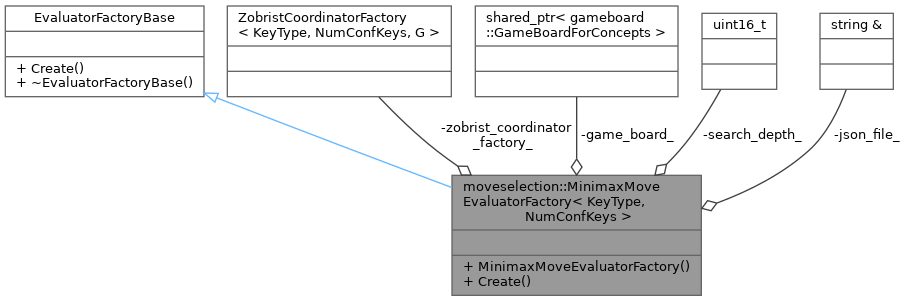 EvaluatorFactoryBase
+ Create()
+ ~EvaluatorFactoryBase()
ZobristCoordinatorFactory
< KeyType, NumConfKeys, G >
shared_ptr< gameboard
::GameBoardForConcepts >
uint16_t
string &
-zobrist_coordinator
_factory_
-game_board_
-search_depth_
-json_file_
moveselection::MinimaxMove
EvaluatorFactory< KeyType,
NumConfKeys >
+ MinimaxMoveEvaluatorFactory()
+ Create()